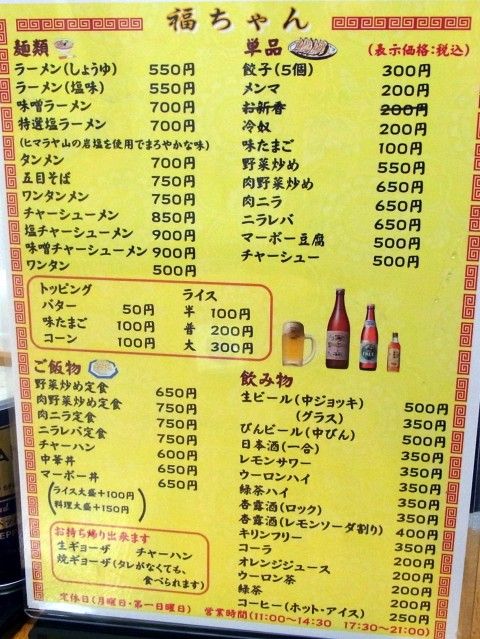 福ちゃん
麺類
ラーメン(しょうゆ) 550円
ラーメン(塩味) 550円
味噌ラーメン 700円
特選塩ラーメン 700円
(ヒマラヤ山の岩塩を使用でまろやかな味)
タンメン 700円
五目そば 750円
ワンタンメン 750円
チャーシューメン 850円
塩チャーシューメン 900円
味噌チャーシューメン 900円
ワンタン 500円
単品 (表示価格:税込)
餃子(5個) 300円
メンマ 200円
お新香 200円
冷奴 200円
味たまご 100円
野菜炒め 550円
肉野菜炒め 650円
肉ニラ 650円
ニラレバ 650円
マーボー豆腐 500円
チャーシュー 500円
トッピング
バター 50円
味たまご 100円
コーン 100円
ライス
半 100円
普 200円
大 300円
ご飯物
野菜炒め定食 650円
肉野菜炒め定食 750円
肉ニラ定食 750円
ニラレバ定食 750円
チャーハン 600円
中華丼 650円
マーボー丼 650円
(ライス大盛+100円
料理大盛+150円)
お持ち帰り出来ます
生ギョーザ チャーハン
焼ギョーザ(タレがなくても、
食べられます)
飲み物
生ビール(中ジョッキ) 500円
(グラス) 350円
びんビール(中びん) 500円
日本酒(一合) 350円
レモンサワー 350円
ウーロンハイ 350円
緑茶ハイ 350円
香露酒(ロック) 350円
香露酒(レモンソーダ割り) 400円
キリンフリー 350円
コーラ 200円
オレンジジュース 200円
ウーロン茶 200円
緑茶 200円
コーヒー(ホット・アイス) 250円
定休日(月曜日・第一日曜日) 営業時間(11:00~14:30 17:30~21:00)